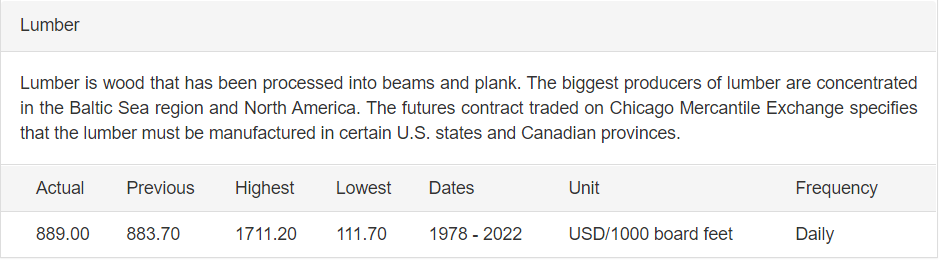 Lumber
Lumber is wood that has been processed into beams and plank. The biggest producers of lumber are concentrated
in the Baltic Sea region and North America. The futures contract traded on Chicago Mercantile Exchange specifies
that the lumber must be manufactured in certain U.S. states and Canadian provinces.
Actual Previous Highest Lowest Dates Unit Frequency
889.00 883.70 1711.20 111.70 1978 - 2022 USD/1000 board feet Daily